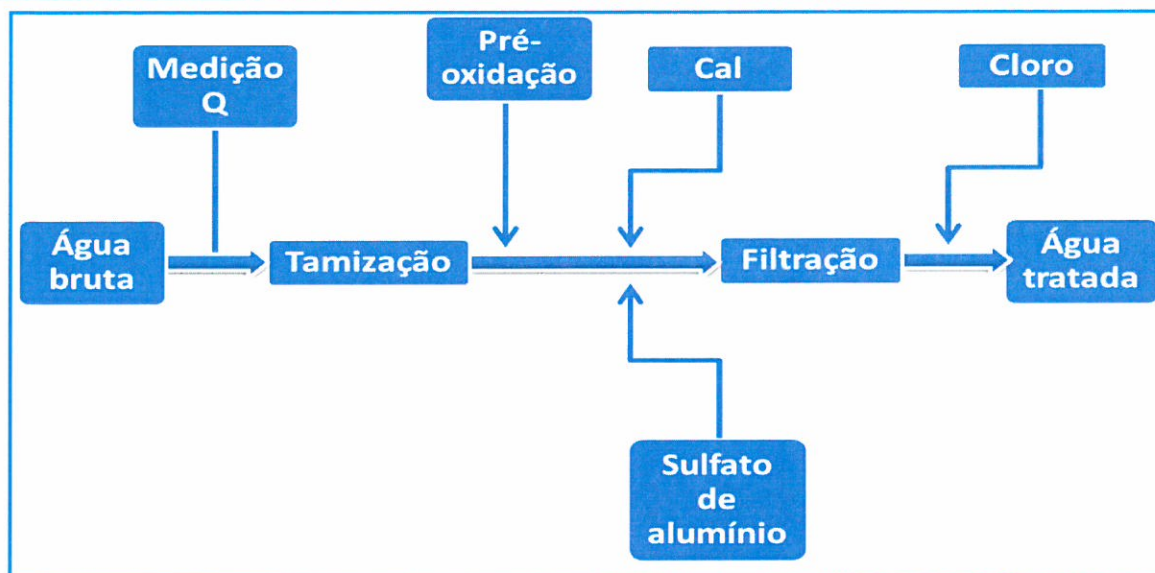 Medição
Q
Pré-
oxidação
Cal
Cloro
Água
bruta
Tamização
Filtração
Água
tratada
Sulfato
de
alumínio